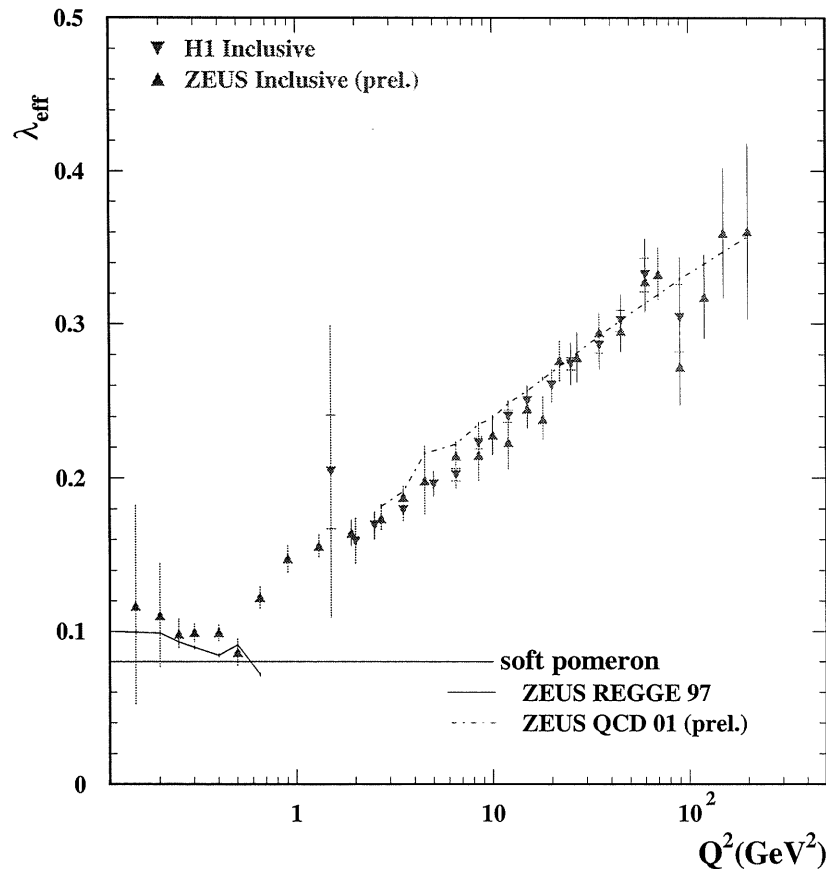 H1 Inclusive
ZEUS Inclusive (prel.)
λeff
0.5
0.4
0.3
0.2
0.1
0
soft pomeron
ZEUS REGGE 97
ZEUS QCD 01 (prel.)
1
10
10²
Q²(GeV²)